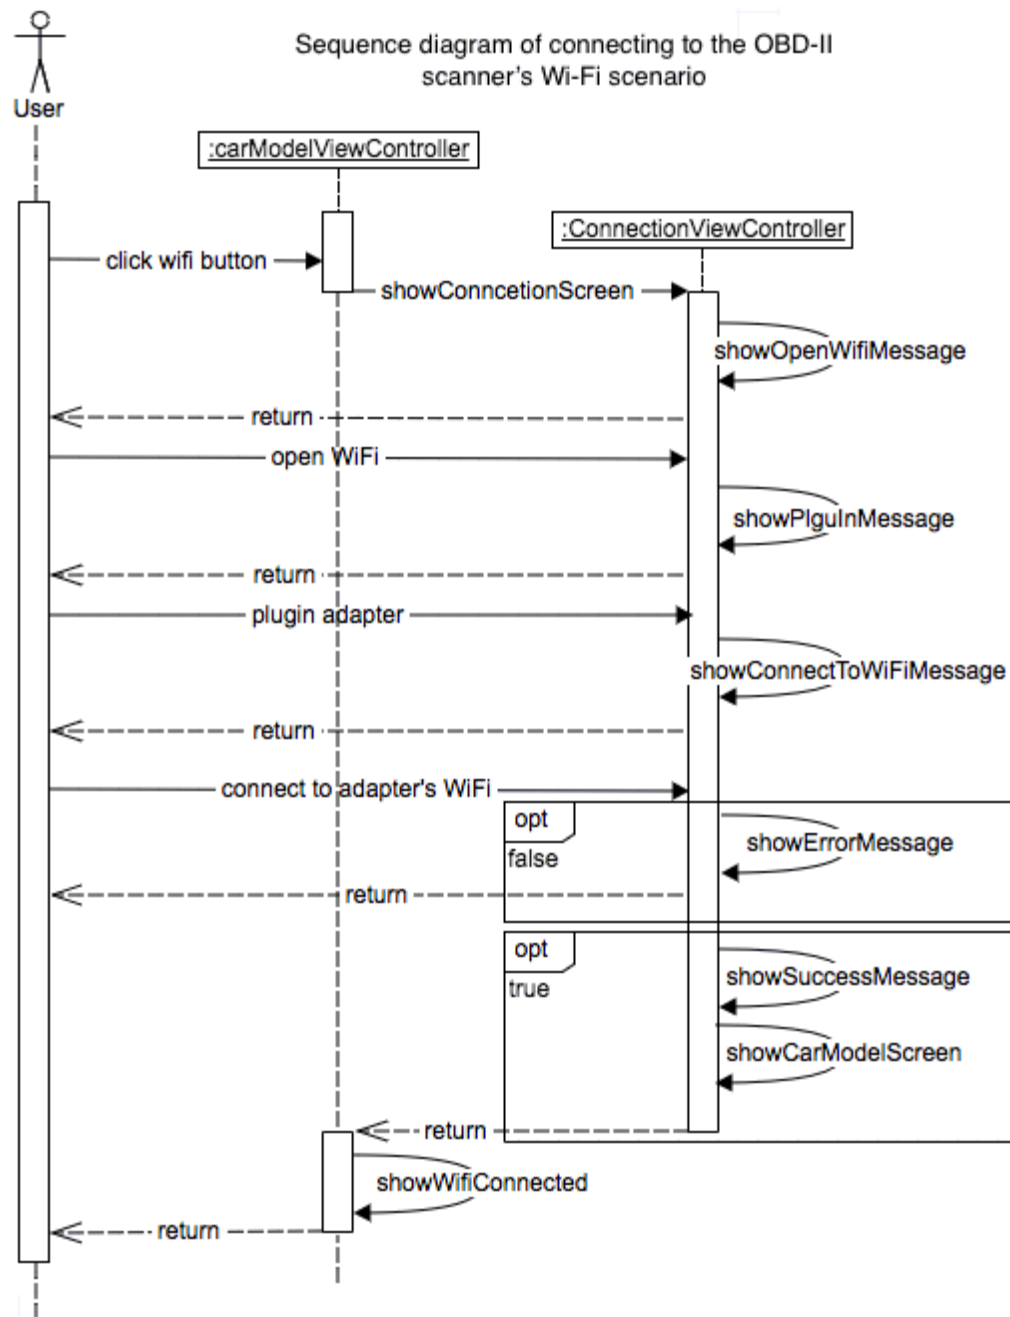 Sequence diagram of connecting to the OBD-II
scanner's Wi-Fi scenario
User
:carModelViewController
:ConnectionViewController
click wifi button
showConncetionScreen
showOpenWifiMessage
return
open WiFi
showPlguInMessage
return
plugin adapter
showConnectToWiFiMessage
return
connect to adapter's WiFi
opt
showErrorMessage
false
return
opt
showSuccessMessage
true
showCarModelScreen
return
showWifiConnected
return